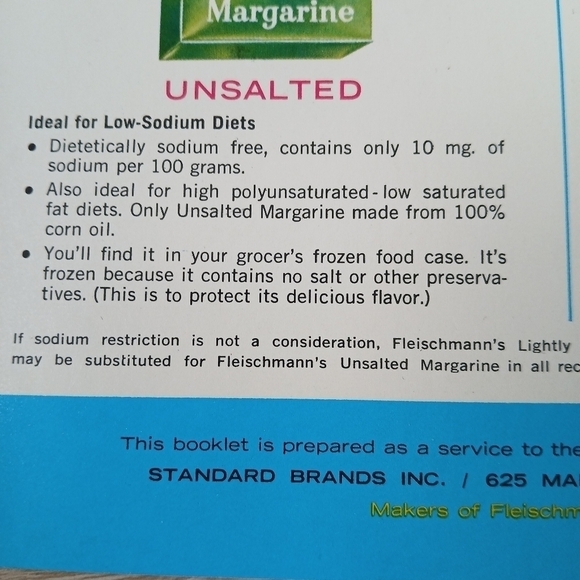 Margarine
UNSALTED
Ideal for Low-Sodium Diets
• Dietetically sodium free, contains only 10 mg. of
sodium per 100 grams.
• Also ideal for high polyunsaturated-low saturated
fat diets. Only Unsalted Margarine made from 100%
corn oil.
• You'll find it in your grocer's frozen food case. It's
frozen because it contains no salt or other preserva-
tives. (This is to protect its delicious flavor.)
If sodium restriction is not a consideration, Fleischmann's Lightly
may be substituted for Fleischmann's Unsalted Margarine in all
This booklet is prepared as a service to the
STANDARD BRANDS INC. / 625
Makers of